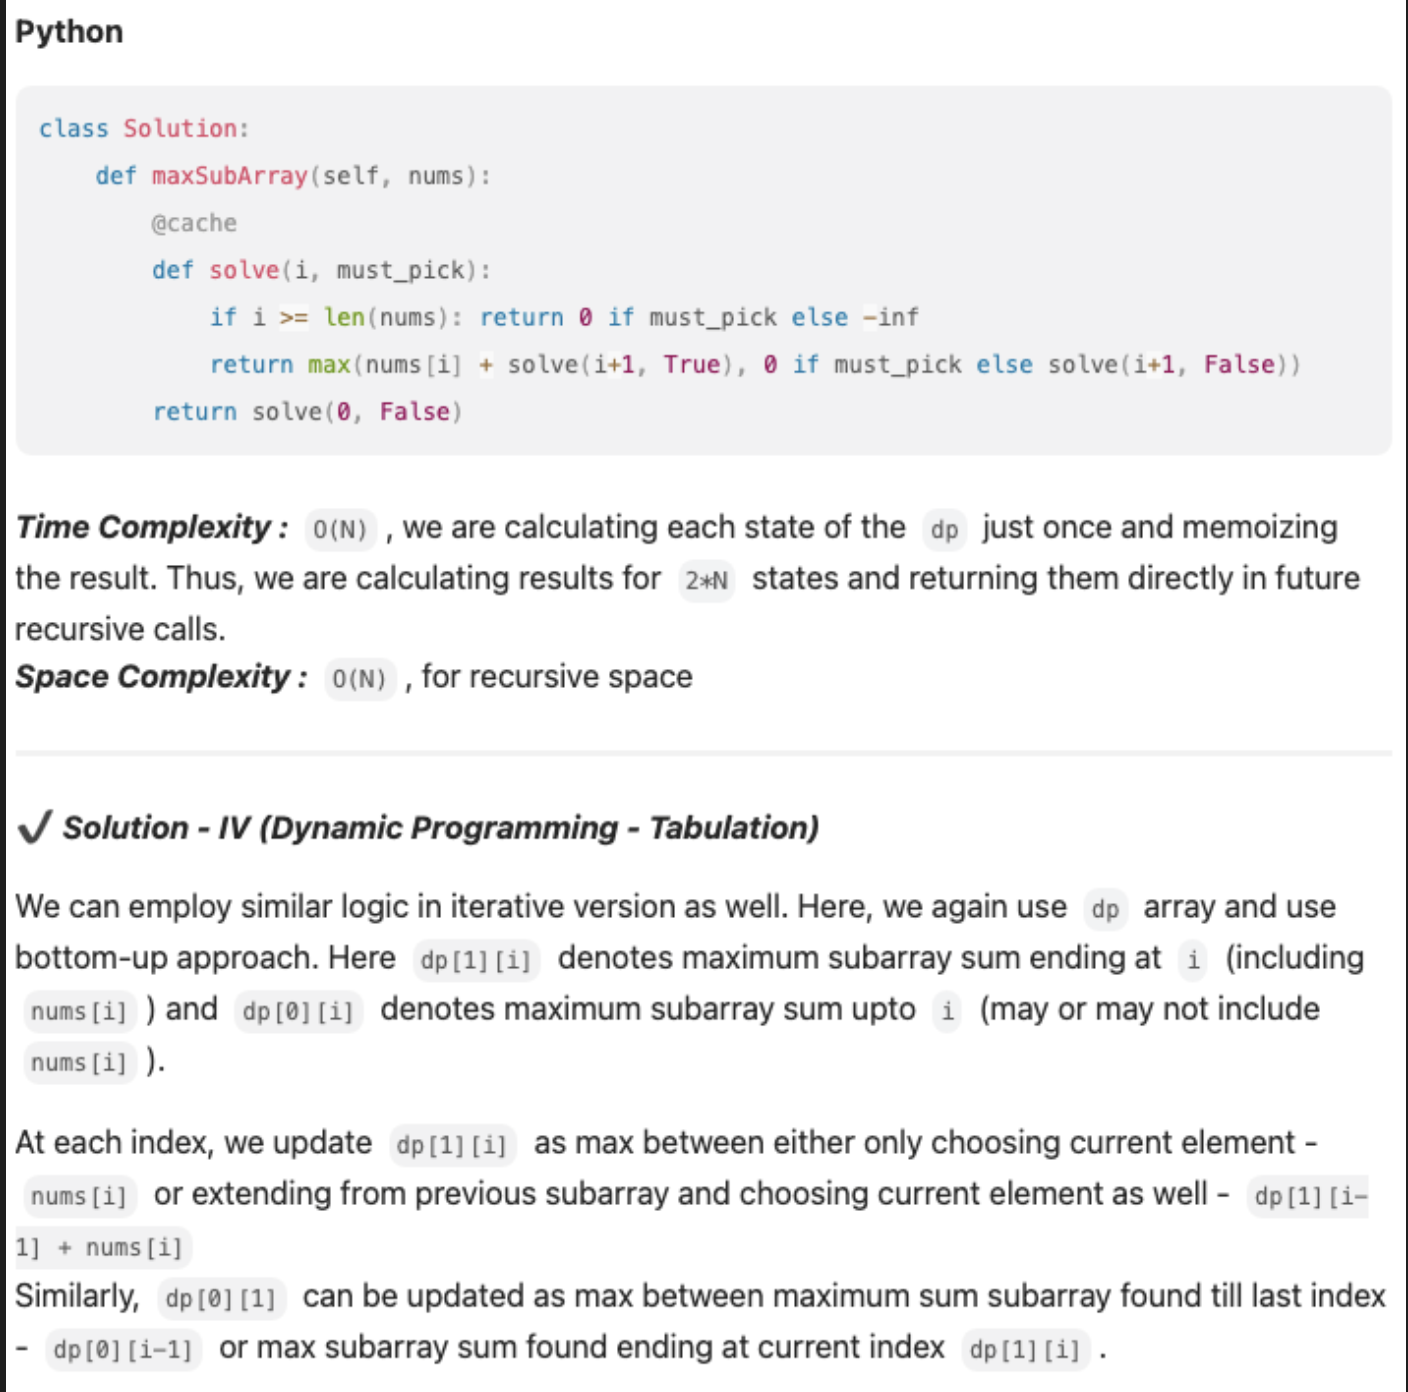 Python
class Solution:
    def maxSubArray(self, nums):
        @cache
        def solve(i, must_pick):
            if i >= len(nums): return 0 if must_pick else -inf
            return max(nums[i] + solve(i+1, True), 0 if must_pick else solve(i+1, False))
        return solve(0, False)
Time Complexity : O(N) , we are calculating each state of the dp just once and memoizing
the result. Thus, we are calculating results for 2*N states and returning them directly in future
recursive calls.
Space Complexity : O(N) , for recursive space
✔ Solution - IV (Dynamic Programming - Tabulation)
We can employ similar logic in iterative version as well. Here, we again use dp array and use
bottom-up approach. Here dp[1][i] denotes maximum subarray sum ending at i (including
nums[i] ) and dp[0][i] denotes maximum subarray sum upto i (may or may not include
nums[i] ).
At each index, we update dp[1][i] as max between either only choosing current element -
nums[i] or extending from previous subarray and choosing current element as well - dp[1][i-
1] + nums[i]
Similarly, dp[0][1] can be updated as max between maximum sum subarray found till last index
- dp[0][i-1] or max subarray sum found ending at current index dp[1][i] .